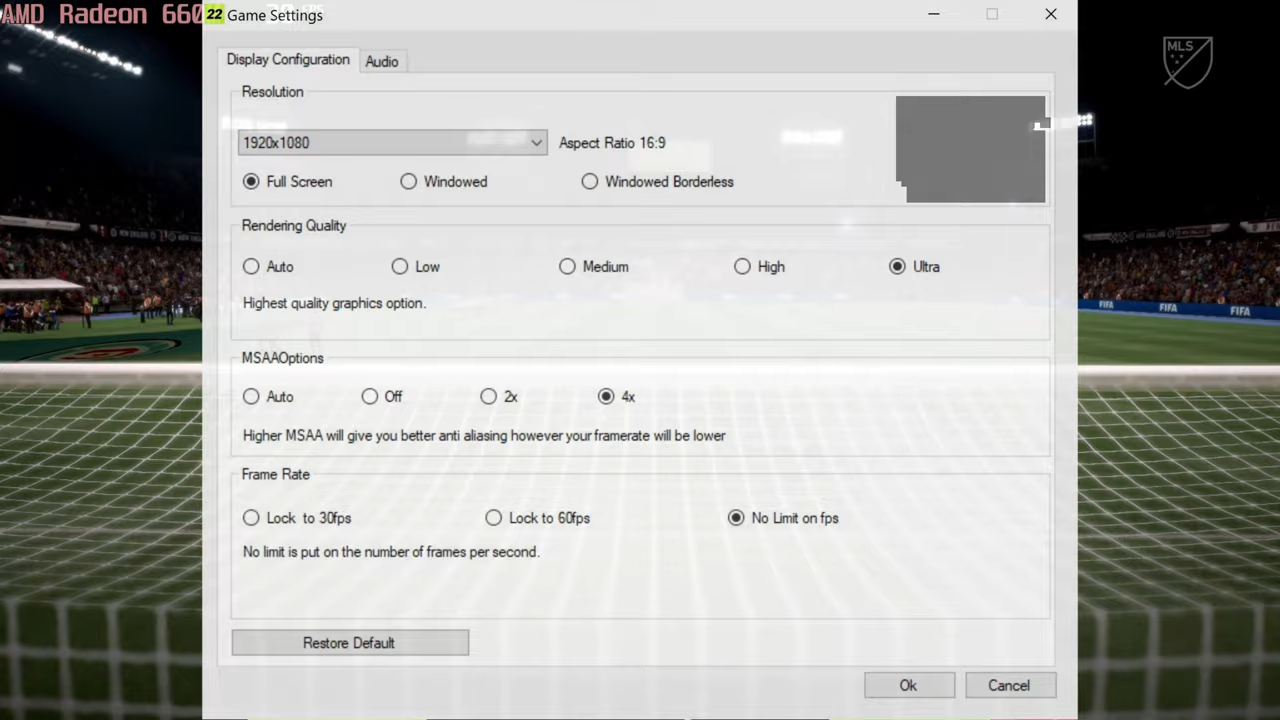 AMD Radeon 660
22 Game Settings
MLS
Display Configuration
Audio
Resolution
1920x1080
Aspect Ratio 16:9
Full Screen
Windowed
Windowed Borderless
Rendering Quality
Auto
Low
Medium
High
Ultra
Highest quality graphics option.
FIFA FIFA FIFA
MSAAOptions
Auto
Off
2x
4x
Higher MSAA will give you better anti aliasing however your framerate will be lower
Frame Rate
Lock to 30fps
Lock to 60fps
No Limit on fps
No limit is put on the number of frames per second.
Restore Default
Ok
Cancel